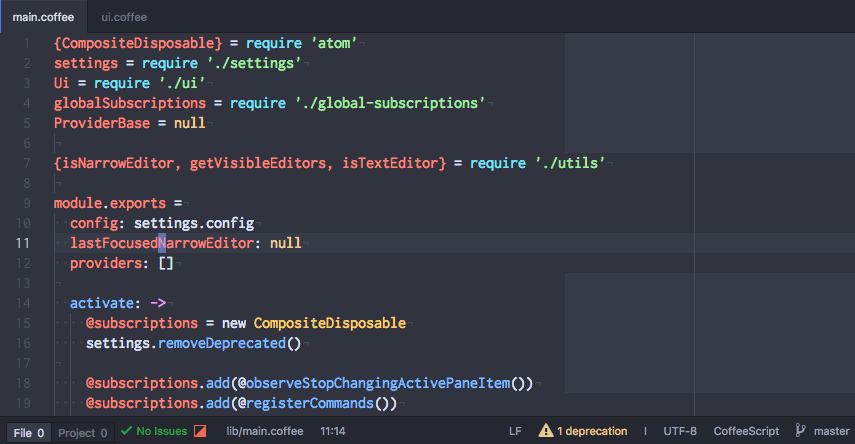 main.coffee ui.coffee
1 {CompositeDisposable} = require 'atom'
2 settings = require './settings'
3 Ui = require './ui'
4 globalSubscriptions = require './global-subscriptions'
5 ProviderBase = null
6
7 {isNarrowEditor, getVisibleEditors, isTextEditor} = require './utils'
8
9 module.exports =
10 config: settings.config
11 lastFocusedNarrowEditor: null
12 providers: []
13
14 activate: ->
15 @subscriptions = new CompositeDisposable
16 settings.removeDeprecated()
17
18 @subscriptions.add(@observeStopChangingActivePaneItem())
19 @subscriptions.add(@registerCommands())
File 0 Project 0 No Issues lib/main.coffee 11:14 LF 1 deprecation I UTF-8 CoffeeScript master